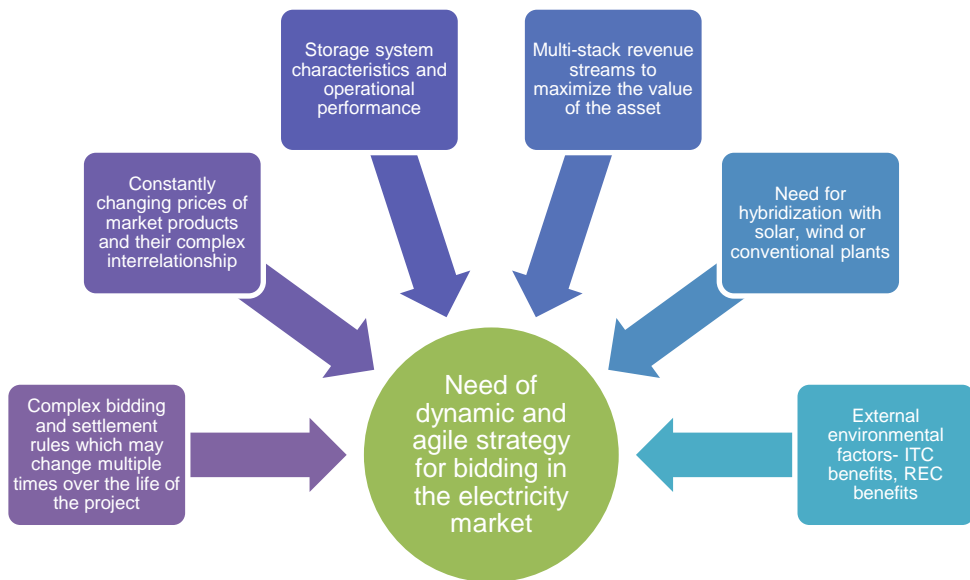 Storage system
characteristics and
operational
performance
Multi-stack revenue
streams to
maximize the value
of the asset
Constantly
changing prices of
market products
and their complex
interrelationship
Need for
hybridization with
solar, wind or
conventional plants
Complex bidding
and settlement
rules which may
change multiple
times over the life of
the project
Need of
dynamic and
agile strategy
for bidding in
the electricity
market
External
environmental
factors- ITC
benefits, REC
benefits